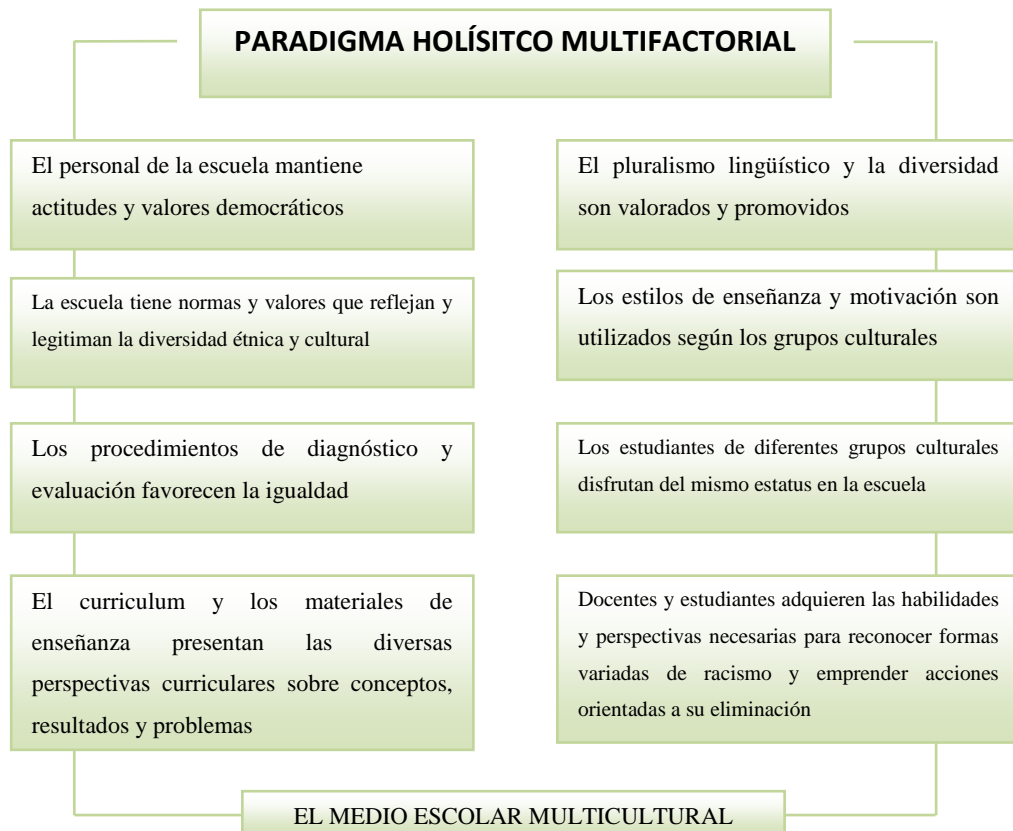 PARADIGMA HOLÍSITCO MULTIFACTORIAL
El personal de la escuela mantiene
actitudes y valores democráticos
La escuela tiene normas y valores que reflejan y
legitiman la diversidad étnica y cultural
Los procedimientos de diagnóstico y
evaluación favorecen la igualdad
El curriculum y los materiales de
enseñanza presentan las diversas
perspectivas curriculares sobre conceptos,
resultados y problemas
El pluralismo lingüístico y la diversidad
son valorados y promovidos
Los estilos de enseñanza y motivación son
utilizados según los grupos culturales
Los estudiantes de diferentes grupos culturales
disfrutan del mismo estatus en la escuela
Docentes y estudiantes adquieren las habilidades
y perspectivas necesarias para reconocer formas
variadas de racismo y emprender acciones
orientadas a su eliminación
EL MEDIO ESCOLAR MULTICULTURAL